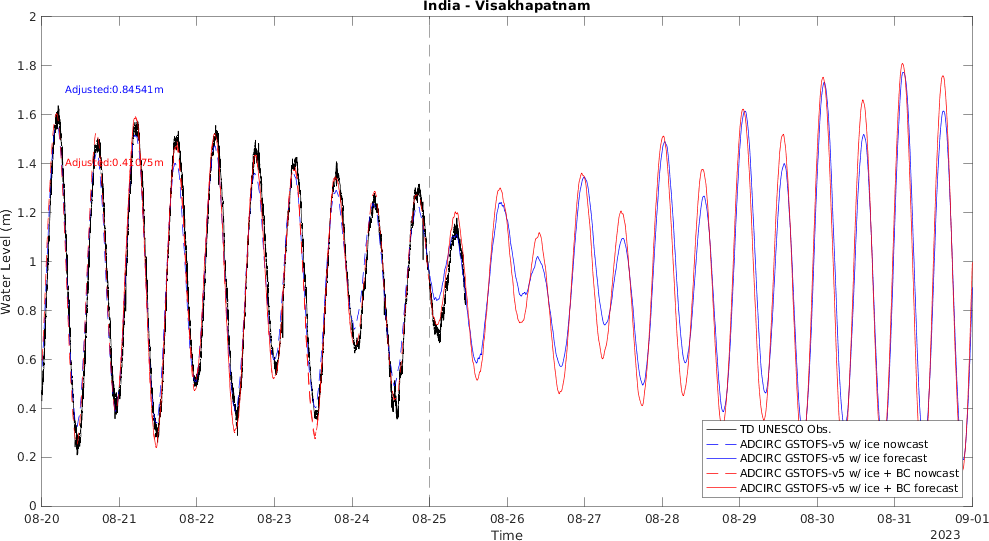 India - Visakhapatnam
2
1.8
1.6
1.4
1.2
1
0.8
0.6
0.4
0.2
0
Water Level (m)
Adjusted:0.84541m
Adjusted:0.41075m
TD UNESCO Obs.
ADCIRC GSTOFS-v5 w/ ice nowcast
ADCIRC GSTOFS-v5 w/ ice forecast
ADCIRC GSTOFS-v5 w/ ice + BC nowcast
ADCIRC GSTOFS-v5 w/ ice + BC forecast
08-20 08-21 08-22 08-23 08-24 08-25 08-26 08-27 08-28 08-29 08-30 08-31 09-01
Time
2023